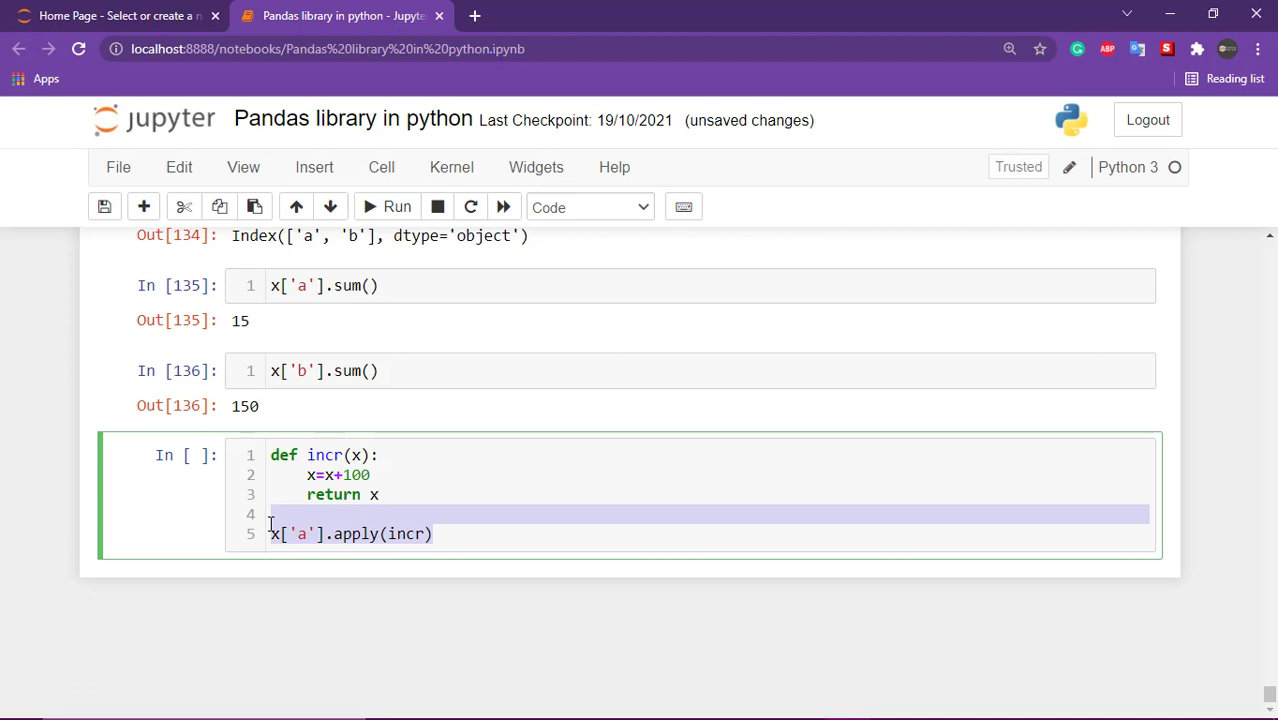 Home Page - Select or create a n
Pandas library in python - Jupyte
localhost:8888/notebooks/Pandas%20library%20in%20python.ipynb
ABP
S
Apps
Reading list
jupyter
Pandas library in python Last Checkpoint: 19/10/2021 (unsaved changes)
Logout
File Edit View Insert Cell Kernel Widgets Help
Trusted
Python 3
Run
Code
Out[134]: Index(['a', 'b'], dtype='object')
In [135]: 1 x['a'].sum()
Out[135]: 15
In [136]: 1 x['b'].sum()
Out[136]: 150
In [ ]: 1 def incr(x):
2     x=x+100
3     return x
4
5 x['a'].apply(incr)